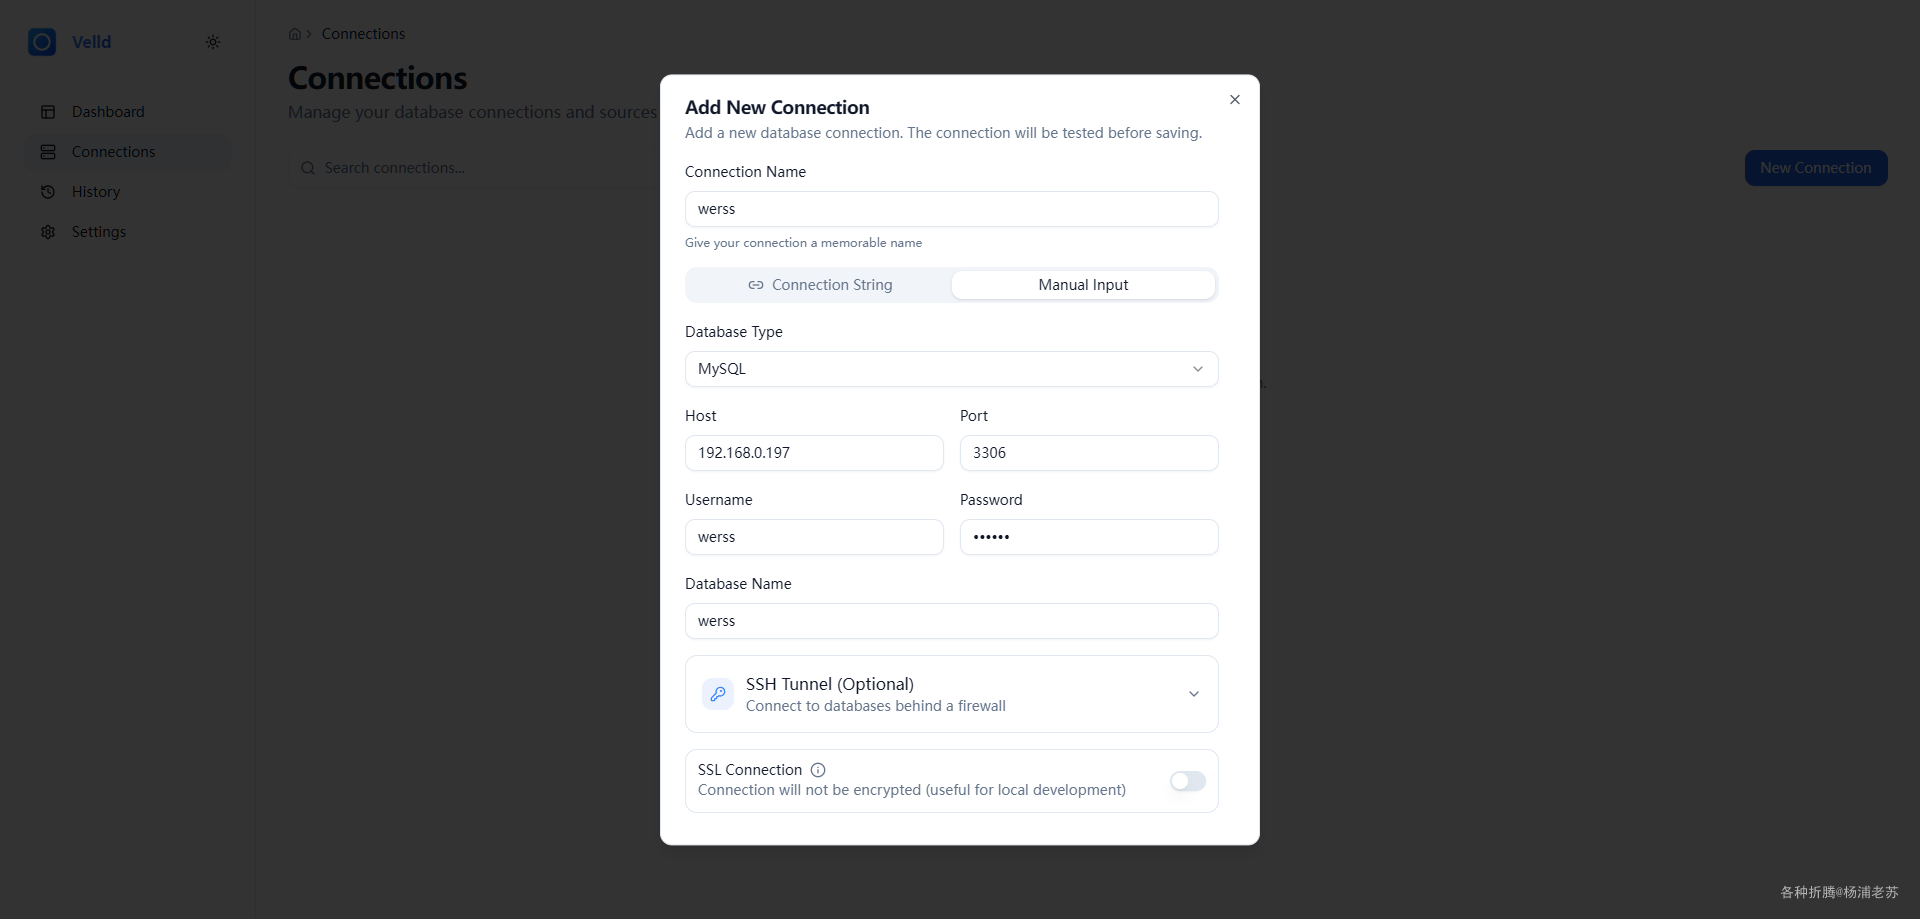 Velld
Dashboard
Connections
History
Settings
Connections
Connections
Manage your database connections and sources
Search connections...
New Connection
Add New Connection
Add a new database connection. The connection will be tested before saving.
Connection Name
werss
Give your connection a memorable name
Connection String
Manual Input
Database Type
MySQL
Host
Port
192.168.0.197
3306
Username
Password
werss
••••••
Database Name
werss
SSH Tunnel (Optional)
Connect to databases behind a firewall
SSL Connection
Connection will not be encrypted (useful for local development)
各种折腾@杨浦老苏